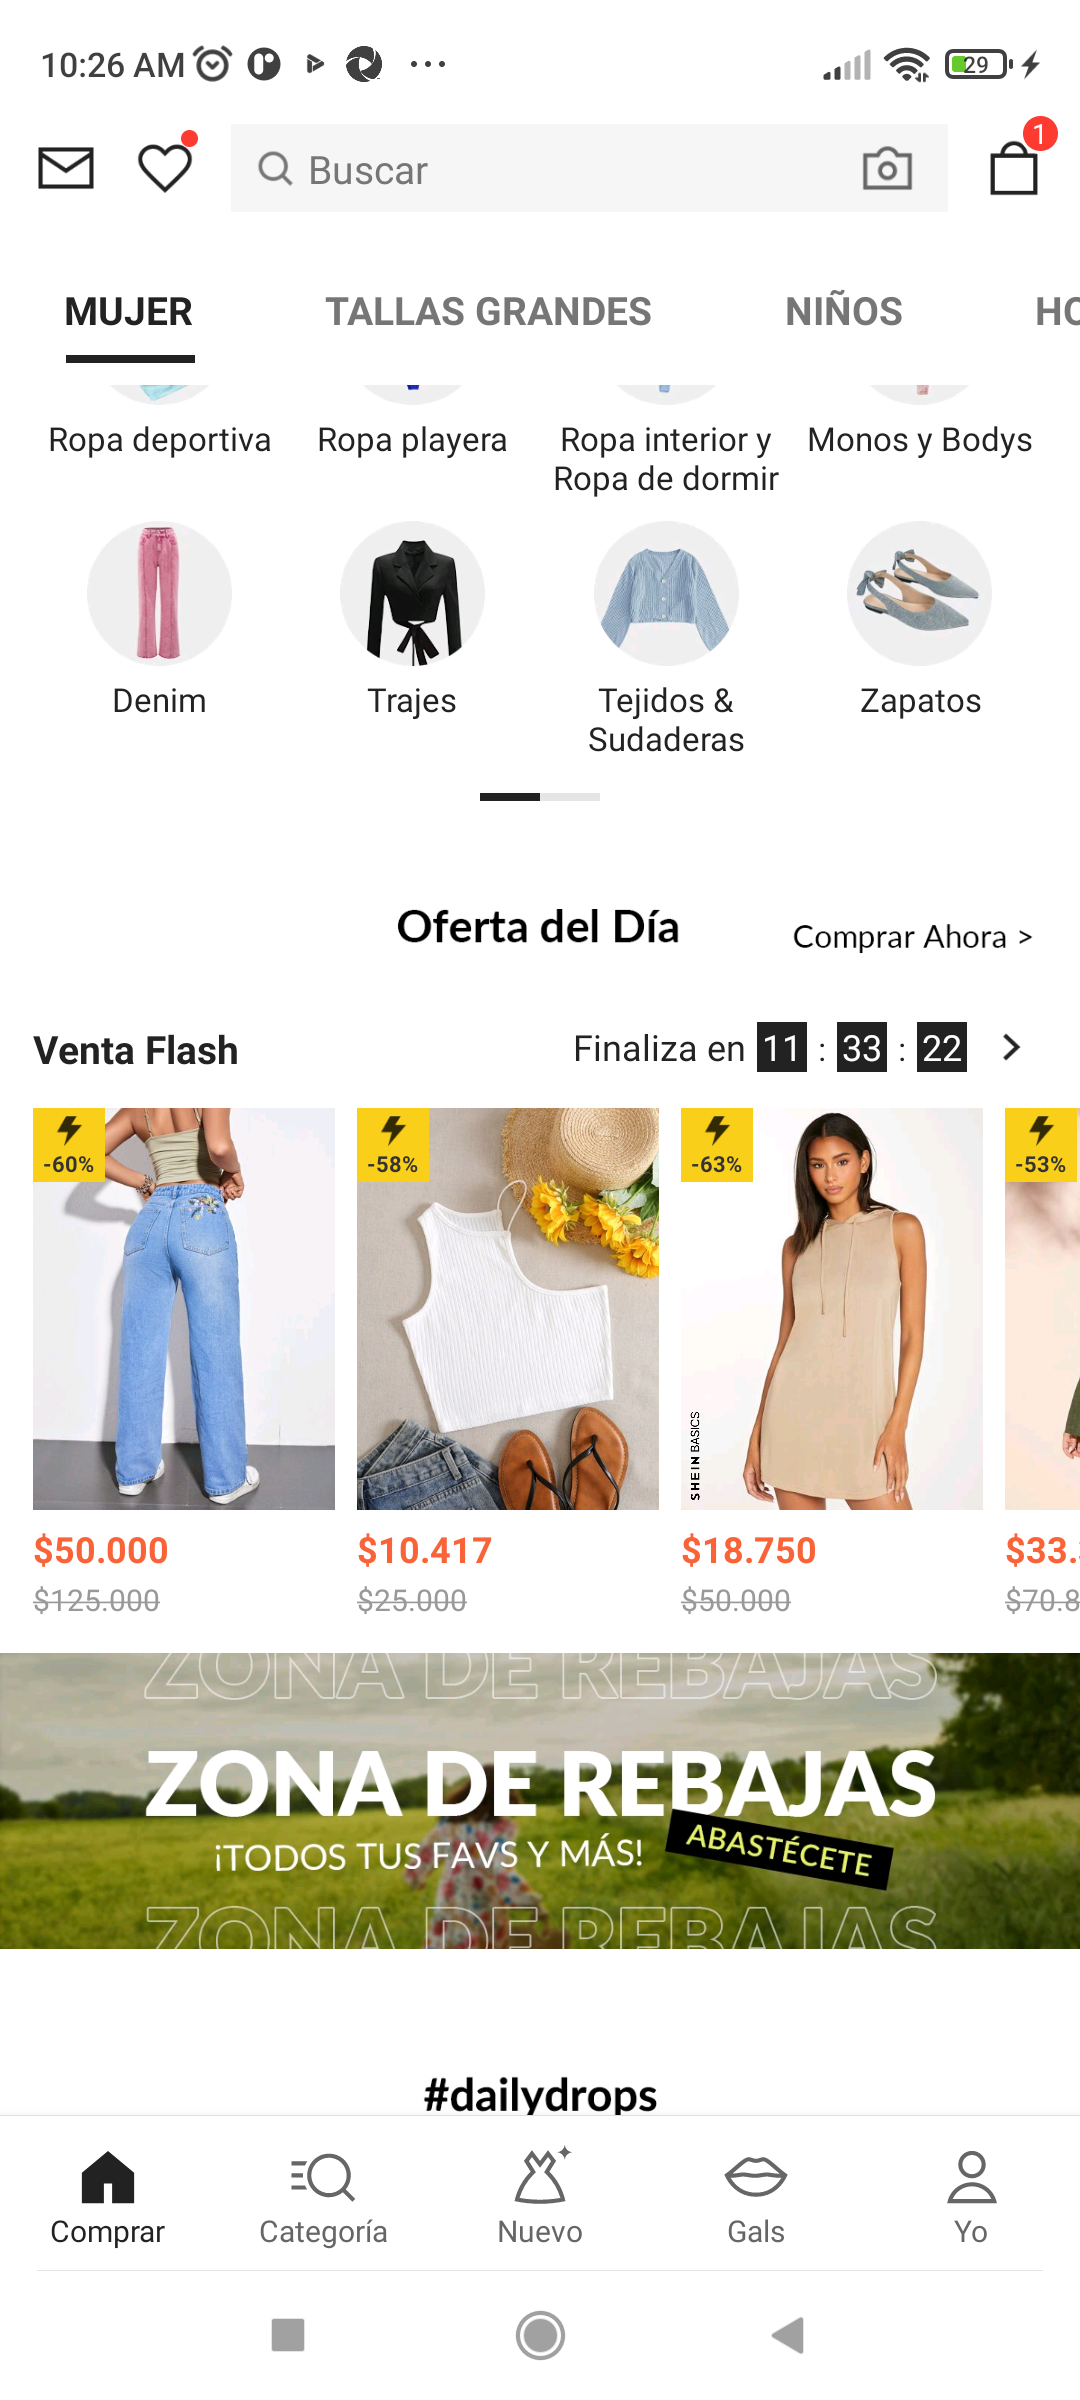 10:26 AM
29
1
Buscar
MUJER
TALLAS GRANDES
NIÑOS
HO
Ropa deportiva
Ropa playera
Ropa interior y
Ropa de dormir
Monos y Bodys
Denim
Trajes
Tejidos &
Sudaderas
Zapatos
Oferta del Día
Comprar Ahora >
Venta Flash
Finaliza en 11 : 33 : 22
-60%
-58%
-63%
-53%
SHEIN BASICS
$50.000
$10.417
$18.750
$33.
$125.000
$25.000
$50.000
$70.8
ZONA DE REBAJAS
ZONA DE REBAJAS
¡TODOS TUS FAVS Y MÁS!
ABASTÉCETE
ZONA DE REBAJAS
#dailydrops
Comprar
Categoría
Nuevo
Gals
Yo